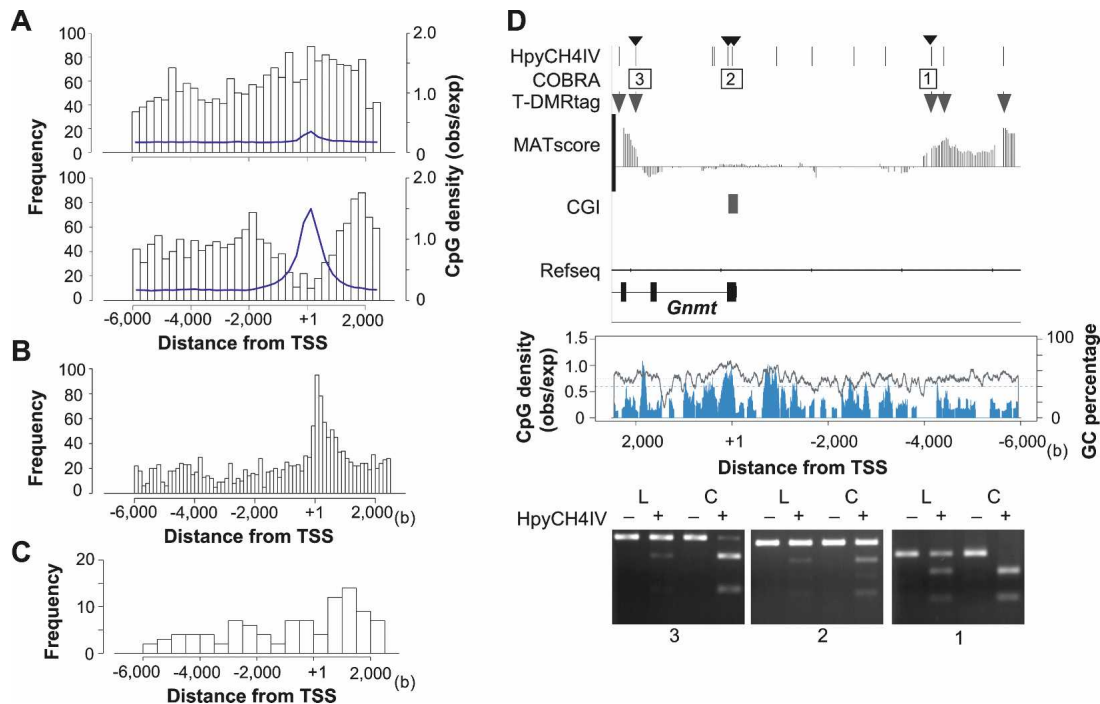 A
100
80
60
40
20
0
2.0
1.0
0
100
80
60
40
20
0
2.0
1.0
0
Frequency
CpG density (obs/exp)
-6,000 -4,000 -2,000 +1 2,000
Distance from TSS
B
100
80
60
40
20
0
Frequency
-6,000 -4,000 -2,000 +1 2,000 (b)
Distance from TSS
C
20
10
0
Frequency
-6,000 -4,000 -2,000 +1 2,000 (b)
Distance from TSS
D
HpyCH4IV
COBRA 3 2 1
T-DMRtag
MATscore
CGI
Refseq
Gnmt
1.5
1.0
0.5
0
CpG density
(obs/exp)
100
0
GC percentage
2,000 +1 -2,000 -4,000 -6,000 (b)
Distance from TSS
L C L C L C
HpyCH4IV – + – + – + – + – + – +
3 2 1